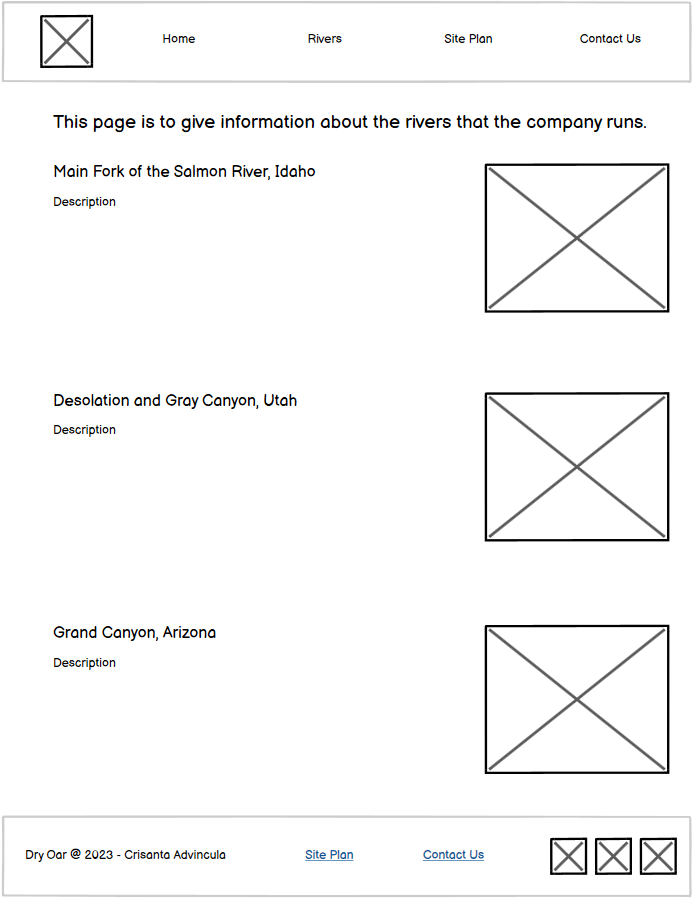 Home Rivers Site Plan Contact Us
This page is to give information about the rivers that the company runs.
Main Fork of the Salmon River, Idaho
Description
Desolation and Gray Canyon, Utah
Description
Grand Canyon, Arizona
Description
Dry Oar @ 2023 - Crisanta Advincula Site Plan Contact Us